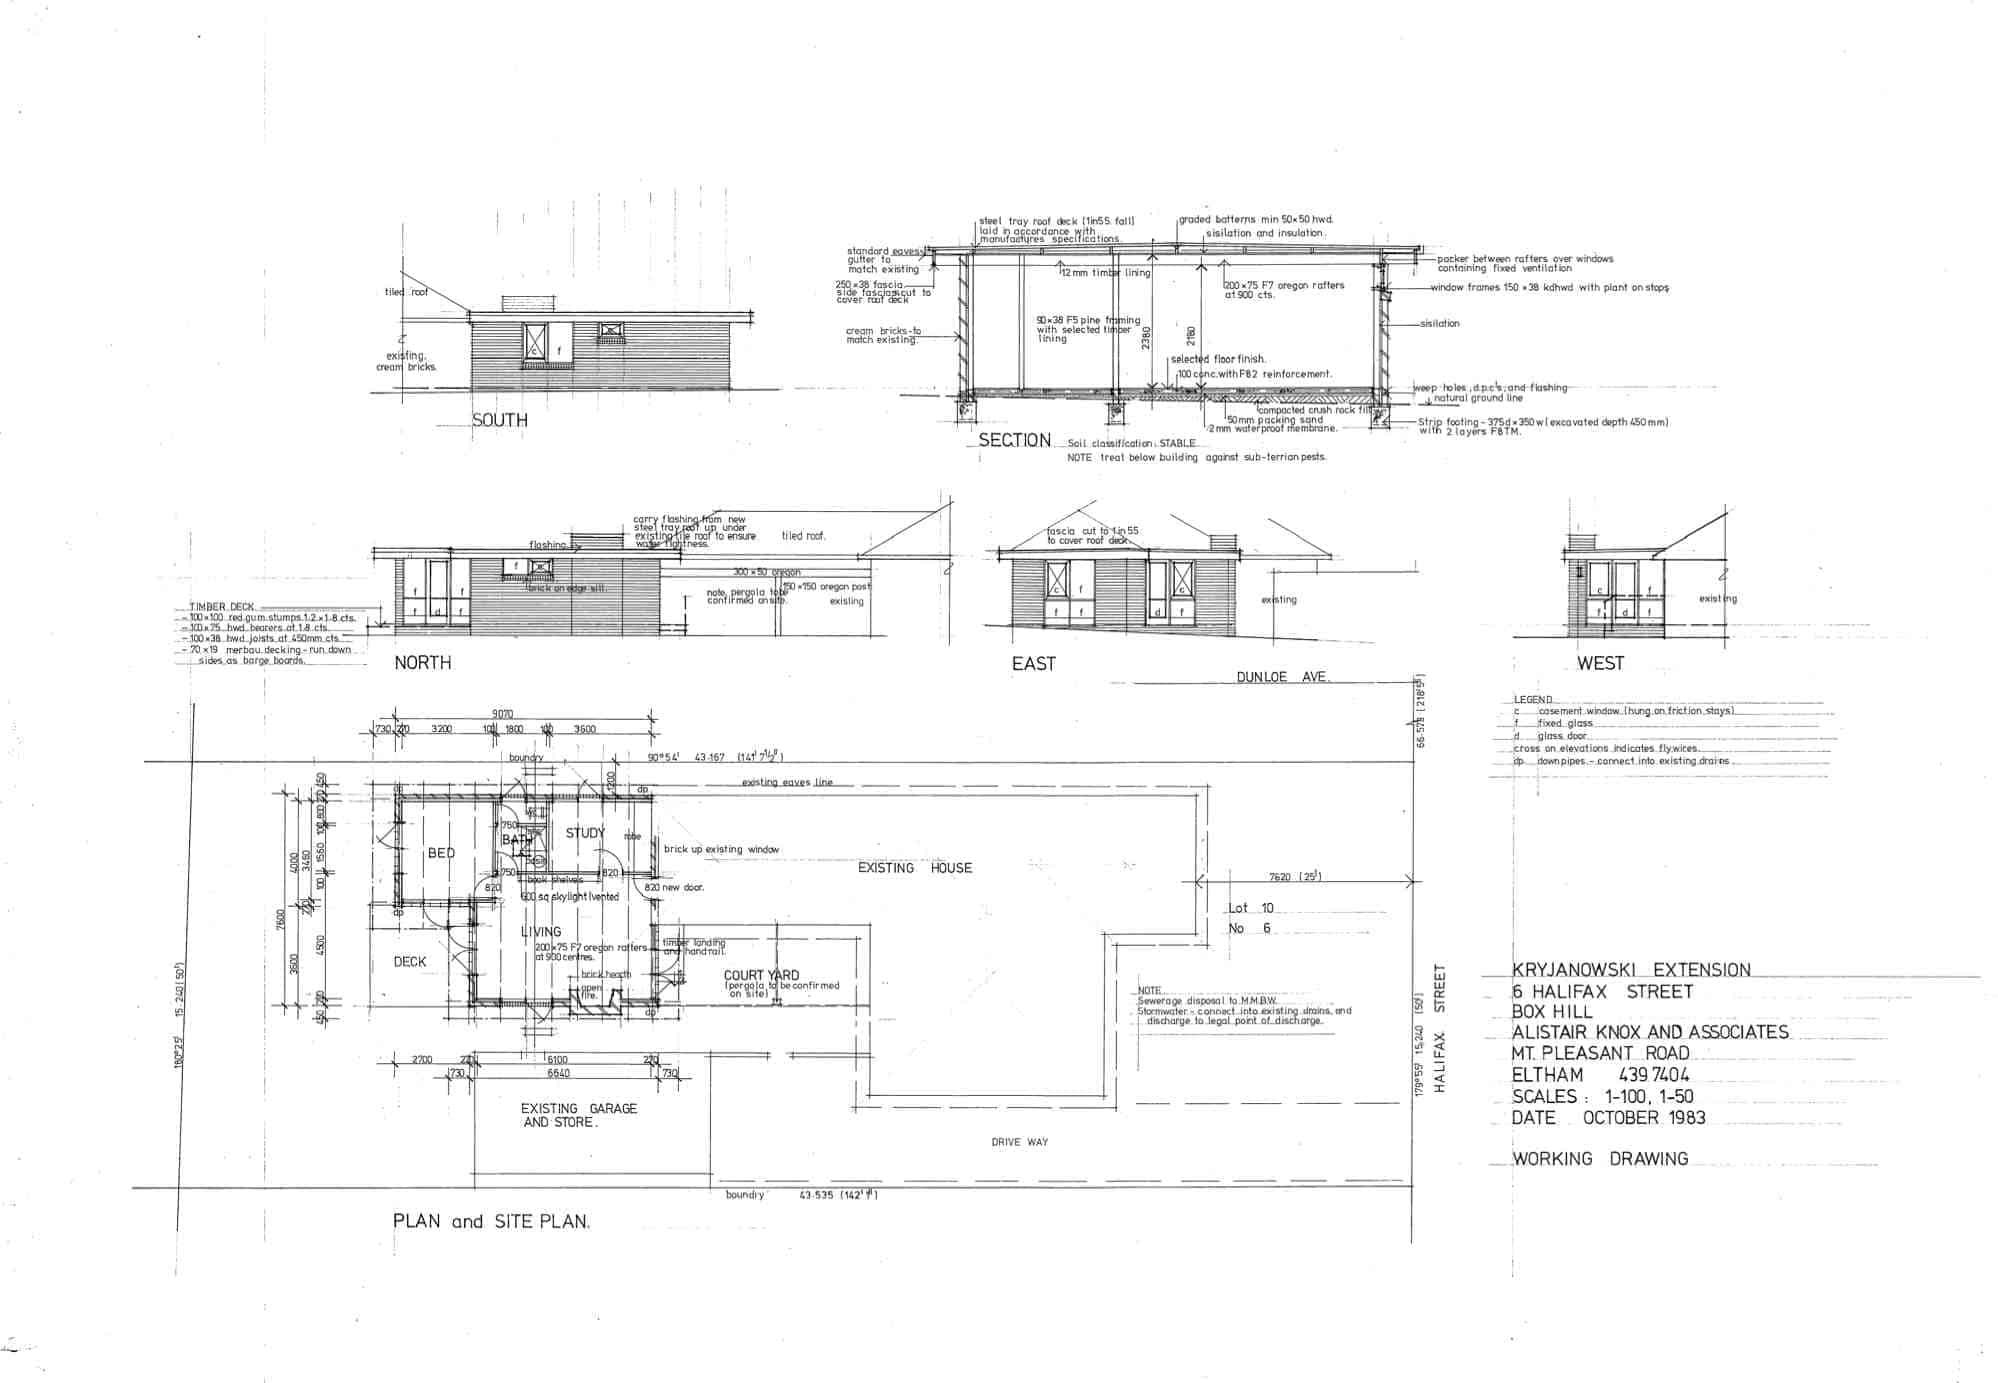 steel tray roof deck (1in55 fall)
laid in accordance with
manufactures specifications.
graded battens min 50×50 hwd.
sisilation and insulation.
standard eaves
gutter to
match existing
250×38 fascia.
side fascias cut to
cover roof deck
cream bricks-to
match existing.
12mm timber lining
200×75 F7 oregon rafters
at 900 cts.
90×38 F5 pine framing
with selected timber
lining
2380
2180
selected floor finish.
100 conc. with F82 reinforcement.
packer between rafters over windows
containing fixed ventilation
window frames 150×38 kdhwd with plant on stops
sisilation
weep holes, d.p.c's, and flashing
natural ground line
compacted crush rock fill
50mm packing sand
2mm waterproof membrane.
Strip footing - 375d×350w(excavated depth 450mm)
with 2 layers F8TM.
SECTION
Soil classification: STABLE
NOTE treat below building against sub-terrian pests.
tiled roof
existing.
cream bricks.
c
f
SOUTH
carry flashing from new
steel tray roof up under
existing tile roof to ensure
water tightness.
flashing.
tiled roof.
f
300×50 oregon
brick on edge sill.
note, pergola to be
confirmed on site.
150×150 oregon post
existing
f
f
f
d
f
TIMBER DECK
- 100×100 red gum stumps 1.2×1.8 cts.
- 100×75 hwd bearers at 1.8 cts.
- 100×38 hwd joists at 450mm cts.
- 70×19 merbau decking - run down
sides as barge boards.
NORTH
fascia cut to 1in55
to cover roof deck.
c
f
f
f
c
d
f
existing
EAST
c
f
f
d
f
existing
WEST
DUNLOE AVE.
66·578 (218'5")
LEGEND
c casement window (hung on friction stays)
f fixed glass
d glass door
cross on elevations indicates flywires.
dp downpipes - connect into existing drains
9070
730
270
3200
100
1800
100
3600
boundry
90°54' 43·167 (141'7½")
1200
existing eaves line
dp
dp
450
1800
100
1560
100
270
3460
4000
7600
3600
4500
270
450
BED
750
BATH
wc
basin
750
STUDY
robe
brick up existing window
820
book shelves
820
820 new door.
600 sq skylight (vented
EXISTING HOUSE
7620 (25')
Lot 10
No 6
dp
LIVING
200×75 F7 oregon rafters
at 900 centres.
timber landing
and hand rail.
DECK
brick hearth
open
fire.
COURT YARD
(pergola to be confirmed
on site)
dp
NOTE
Sewerage disposal to M.M.B.W.
Stormwater - connect into existing drains, and
discharge to legal point of discharge.
160°25' 15·240 (50')
179°55' 15·240 (50')
HALIFAX STREET
2700
270
6100
270
730
6640
730
EXISTING GARAGE
AND STORE.
DRIVE WAY
boundry 43·535
PLAN and SITE PLAN.
KRYJANOWSKI EXTENSION
6 HALIFAX STREET
BOX HILL
ALISTAIR KNOX AND ASSOCIATES
MT. PLEASANT ROAD
ELTHAM 439 7404
SCALES : 1-100, 1-50
DATE OCTOBER 1983
WORKING DRAWING